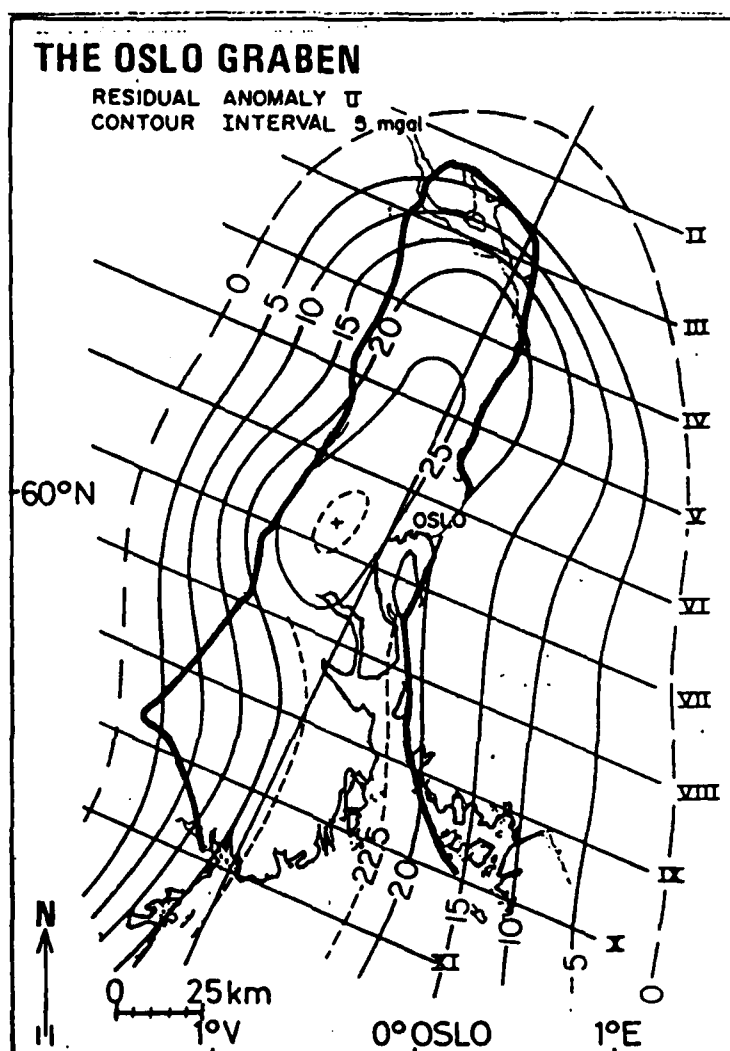 THE OSLO GRABEN
RESIDUAL ANOMALY II
CONTOUR INTERVAL 5 mgal
II
0
5
10
15
20
III
IV
25
60°N
OSLO
V
VI
VII
VIII
22.5
20
15
10
5
0
IX
X
XI
N
0 25 km
1°V 0° OSLO 1°E